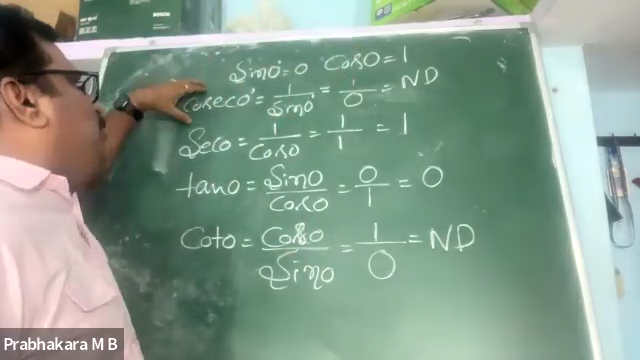 Sin0° = 0 Cos0 = 1
Cosec0° = 1/Sin0 = 1/0 = ND
Sec0 = 1/Cos0 = 1/1 = 1
tan0 = Sin0/Cos0 = 0/1 = 0
Cot0 = Cos0/Sin0 = 1/0 = ND
Prabhakara M B